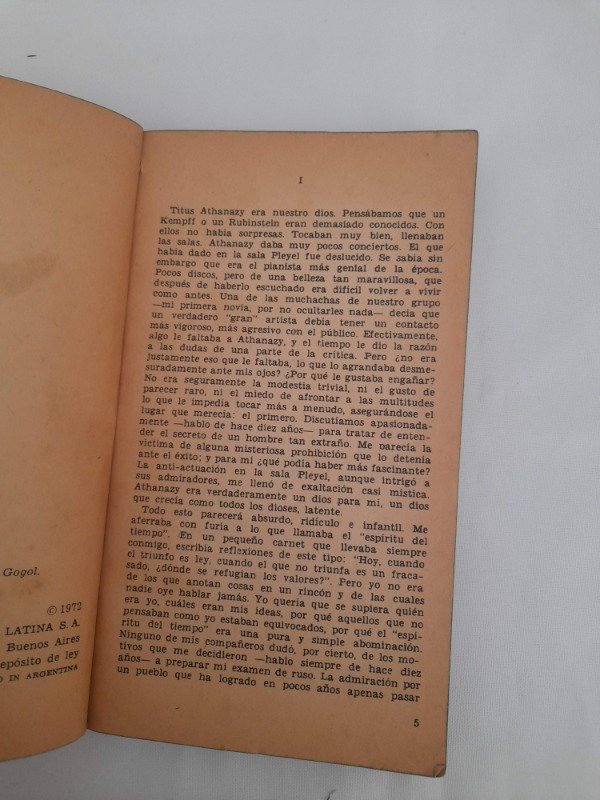 Gogol.
© 1972
LATINA S. A.
Buenos Aires
depósito de ley
IN ARGENTINA
I
Titus Athanazy era nuestro dios. Pensábamos que un
Kempff o un Rubinstein eran demasiado conocidos. Con
ellos no había sorpresas. Tocaban muy bien, llenaban
las salas. Athanazy daba muy pocos conciertos. El que
había dado en la sala Pleyel fue deslucido. Se sabía sin
embargo que era el pianista más genial de la época.
Pocos discos, pero de una belleza tan maravillosa, que
después de haberlo escuchado era difícil volver a vivir
como antes. Una de las muchachas de nuestro grupo
—mi primera novia, por no ocultarles nada— decía que
un verdadero "gran" artista debía tener un contacto
más vigoroso, más agresivo con el público. Efectivamente,
algo le faltaba a Athanazy, y el tiempo le dio la razón
a las dudas de una parte de la crítica. Pero ¿no era
justamente eso que le faltaba, lo que lo agrandaba desme-
suradamente ante mis ojos? ¿Por qué le gustaba engañar?
No era seguramente la modestia trivial, ni el gusto de
parecer raro, ni el miedo de afrontar a las multitudes
lo que le impedía tocar más a menudo, asegurándose el
lugar que merecía: el primero. Discutíamos apasionada-
mente —hablo de hace diez años— para tratar de enten-
der el secreto de un hombre tan extraño. Me parecía la
víctima de alguna misteriosa prohibición que lo detenía
ante el éxito; y para mí ¿qué podía haber más fascinante?
La anti-actuación en la sala Pleyel, aunque intrigó a
sus admiradores, me llenó de exaltación casi mística.
Athanazy era verdaderamente un dios para mí, un dios
que crecía como todos los dioses, latente.
Todo esto parecerá absurdo, ridículo e infantil. Me
aferraba con furia a lo que llamaba el "espíritu del
tiempo". En un pequeño carnet que llevaba siempre
conmigo, escribía reflexiones de este tipo: "Hoy, cuando
el triunfo es ley, cuando el que no triunfa es un fraca-
sado, ¿dónde se refugian los valores?". Pero yo no era
de los que anotan cosas en un rincón y de las cuales
nadie oye hablar jamás. Yo quería que se supiera quién
era yo, cuáles eran mis ideas, por qué aquellos que no
pensaban como yo estaban equivocados, por qué el "espí-
ritu del tiempo" era una pura y simple abominación.
Ninguno de mis compañeros dudó, por cierto, de los mo-
tivos que me decidieron —hablo siempre de hace diez
años— a preparar mi examen de ruso. La admiración por
un pueblo que ha logrado en pocos años apenas pasar
5